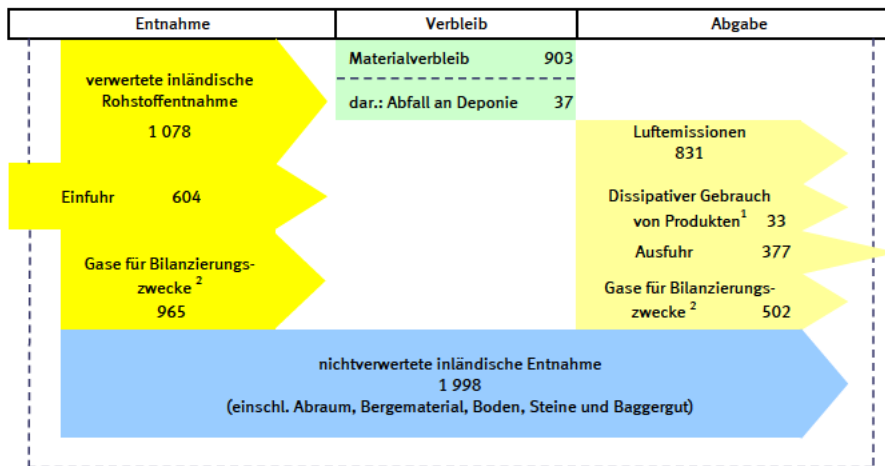 Entnahme
Verbleib
Abgabe
verwertete inländische
Rohstoffentnahme
1 078
Einfuhr 604
Gase für Bilanzierungs-
zwecke 2
965
Materialverbleib 903
dar.: Abfall an Deponie 37
Luftemissionen
831
Dissipativer Gebrauch
von Produkten1 33
Ausfuhr 377
Gase für Bilanzierungs-
zwecke 2 502
nichtverwertete inländische Entnahme
1 998
(einschl. Abraum, Bergematerial, Boden, Steine und Baggergut)